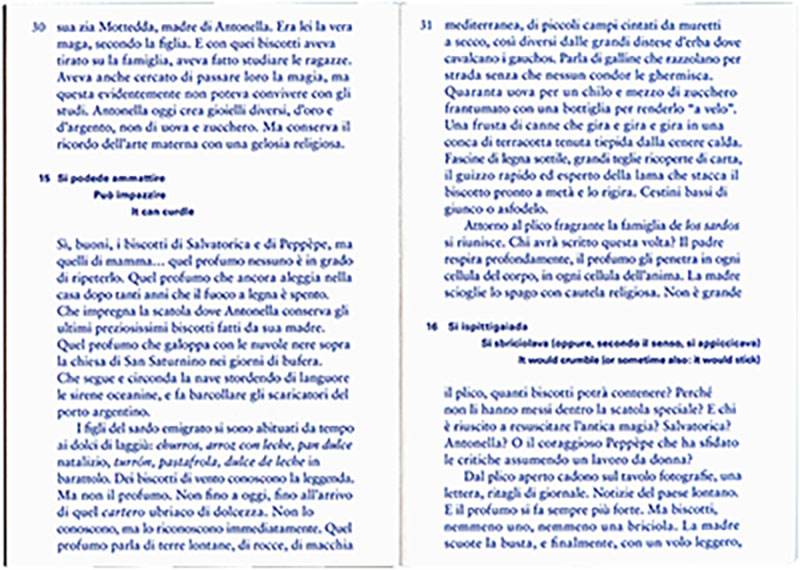 30 sua zia Mottedda, madre di Antonella. Era lei la vera
maga, secondo la figlia. E con quei biscotti aveva
tirato su la famiglia, aveva fatto studiare le ragazze.
Aveva anche cercato di passare loro la magia, ma
questa evidentemente non poteva convivere con gli
studi. Antonella oggi crea gioielli diversi, d'oro e
d'argento, non di uova e zucchero. Ma conserva il
ricordo dell'arte materna con una gelosia religiosa.
15 Si podede ammattire
Può impazzire
It can curdle
Sì, buoni, i biscotti di Salvatorica e di Peppèpe, ma
quelli di mamma... quel profumo nessuno è in grado
di ripeterlo. Quel profumo che ancora aleggia nella
casa dopo tanti anni che il fuoco a legna è spento.
Che impregna la scatola dove Antonella conserva gli
ultimi preziosissimi biscotti fatti da sua madre.
Quel profumo che galoppa con le nuvole nere sopra
la chiesa di San Saturnino nei giorni di bufera.
Che segue e circonda la nave stordendo di languore
le sirene oceanine, e fa barcollare gli scaricatori del
porto argentino.
I figli del sardo emigrato si sono abituati da tempo
ai dolci di laggiù: churros, arroz con leche, pan dulce
natalizio, turrón, pastafrola, dulce de leche in
barattolo. Dei biscotti di vento conoscono la leggenda.
Ma non il profumo. Non fino a oggi, fino all'arrivo
di quel cartero ubriaco di dolcezza. Non lo
conoscono, ma lo riconoscono immediatamente. Quel
profumo parla di terre lontane, di rocce, di macchia
31 mediterranea, di piccoli campi cintati da muretti
a secco, così diversi dalle grandi distese d'erba dove
cavalcano i gauchos. Parla di galline che razzolano per
strada senza che nessun condor le ghermisca.
Quaranta uova per un chilo e mezzo di zucchero
frantumato con una bottiglia per renderlo "a velo".
Una frusta di canne che gira e gira e gira in una
conca di terracotta tenuta tiepida dalla cenere calda.
Fascine di legna sottile, grandi teglie ricoperte di carta,
il guizzo rapido ed esperto della lama che stacca il
biscotto pronto a metà e lo rigira. Cestini bassi di
giunco o asfodelo.
Attorno al plico fragrante la famiglia de los sardos
si riunisce. Chi avrà scritto questa volta? Il padre
respira profondamente, il profumo gli penetra in ogni
cellula del corpo, in ogni cellula dell'anima. La madre
scioglie lo spago con cautela religiosa. Non è grande
16 Si ispittigaiada
Si sbriciolava (oppure, secondo il senso, si appiccicava)
It would crumble (or sometime also: it would stick)
il plico, quanti biscotti potrà contenere? Perché
non li hanno messi dentro la scatola speciale? E chi
è riuscito a resuscitare l'antica magia? Salvatorica?
Antonella? O il coraggioso Peppèpe che ha sfidato
le critiche assumendo un lavoro da donna?
Dal plico aperto cadono sul tavolo fotografie, una
lettera, ritagli di giornale. Notizie del paese lontano.
E il profumo si fa sempre più forte. Ma biscotti,
nemmeno uno, nemmeno una briciola. La madre
scuote la busta, e finalmente, con un volo leggero,